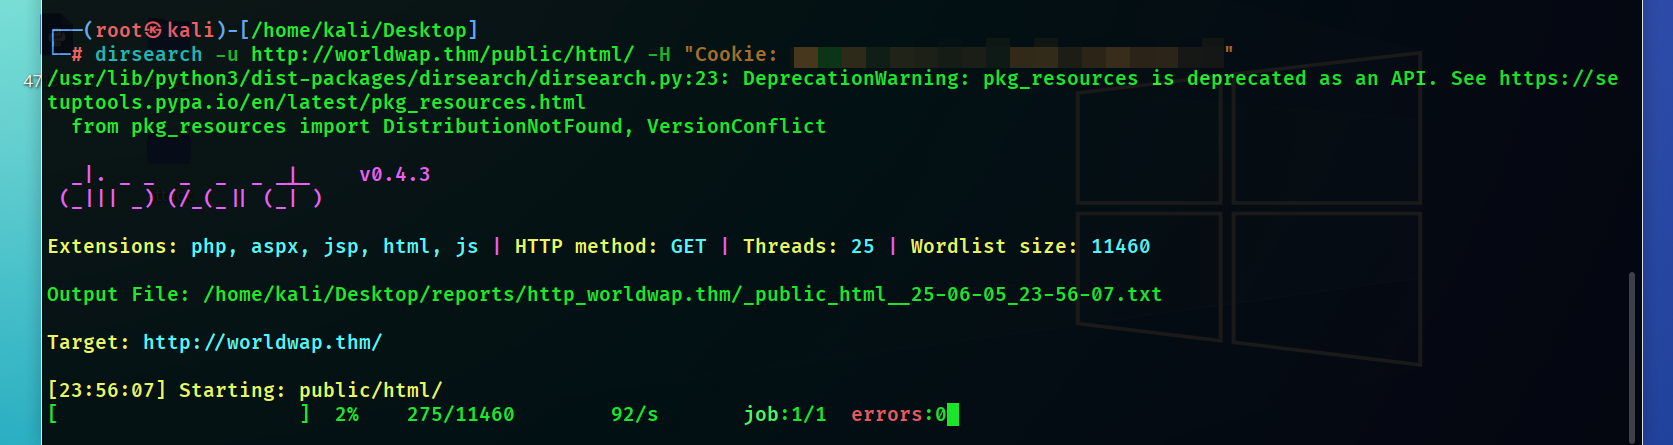 ┌──(root㉿kali)-[/home/kali/Desktop]
└─# dirsearch -u http://worldwap.thm/public/html/ -H "Cookie: "
47
/usr/lib/python3/dist-packages/dirsearch/dirsearch.py:23: DeprecationWarning: pkg_resources is deprecated as an API. See https://se
tuptools.pypa.io/en/latest/pkg_resources.html
  from pkg_resources import DistributionNotFound, VersionConflict
  _|. _ _  _  _  _ _|_    v0.4.3
 (_||| _) (/_(_|| (_| )
Extensions: php, aspx, jsp, html, js | HTTP method: GET | Threads: 25 | Wordlist size: 11460
Output File: /home/kali/Desktop/reports/http_worldwap.thm/_public_html__25-06-05_23-56-07.txt
Target: http://worldwap.thm/
[23:56:07] Starting: public/html/
[                    ]  2%    275/11460        92/s       job:1/1  errors:0